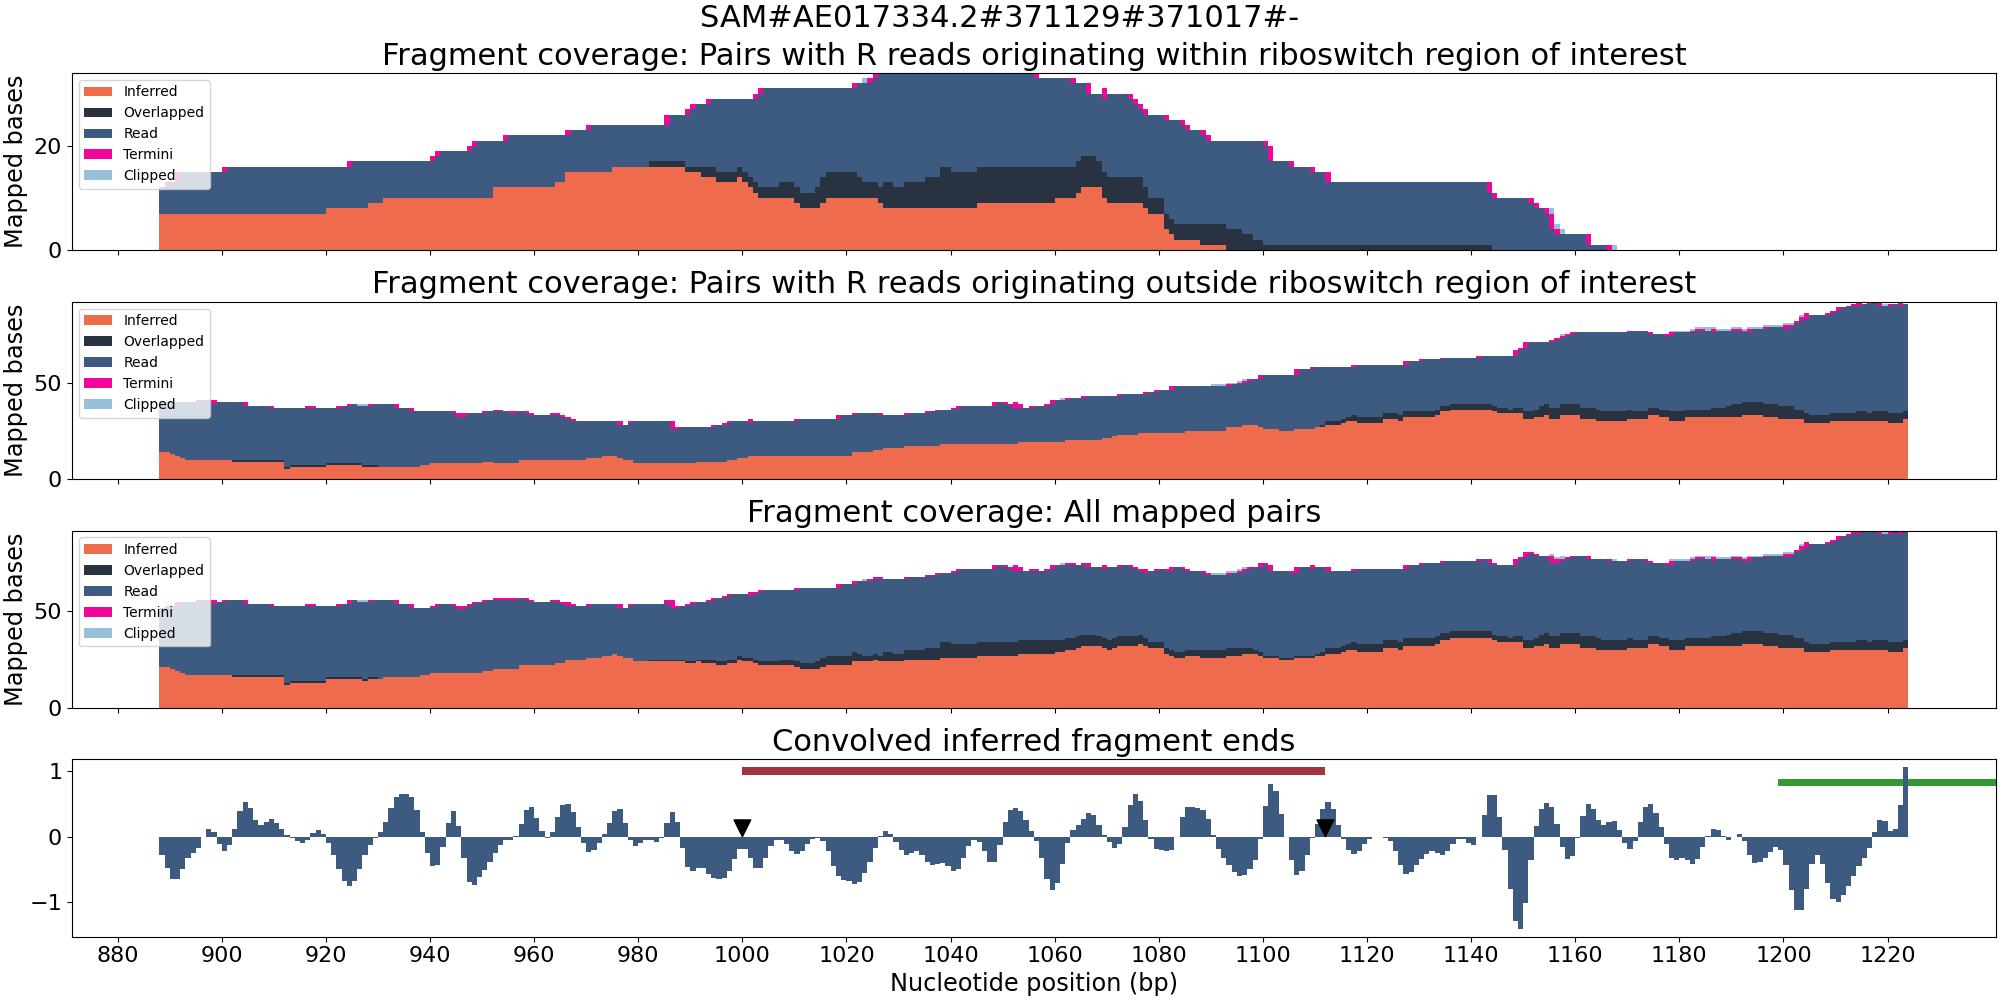 SAM#AE017334.2#371129#371017#-
Fragment coverage: Pairs with R reads originating within riboswitch region of interest
Mapped bases
20
0
Inferred
Overlapped
Read
Termini
Clipped
Fragment coverage: Pairs with R reads originating outside riboswitch region of interest
Mapped bases
50
0
Inferred
Overlapped
Read
Termini
Clipped
Fragment coverage: All mapped pairs
Mapped bases
50
0
Inferred
Overlapped
Read
Termini
Clipped
Convolved inferred fragment ends
1
0
−1
880 900 920 940 960 980 1000 1020 1040 1060 1080 1100 1120 1140 1160 1180 1200 1220
Nucleotide position (bp)